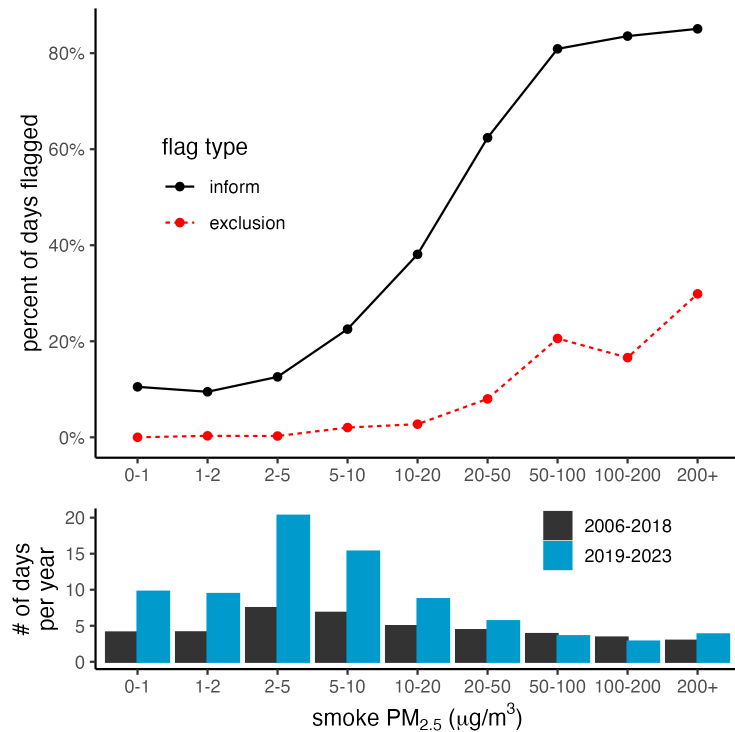 percent of days flagged
80%
60%
40%
20%
0%
flag type
inform
exclusion
0-1 1-2 2-5 5-10 10-20 20-50 50-100 100-200 200+
# of days
per year
20
15
10
5
0
2006-2018
2019-2023
0-1 1-2 2-5 5-10 10-20 20-50 50-100 100-200 200+
smoke PM2.5 (μg/m3)